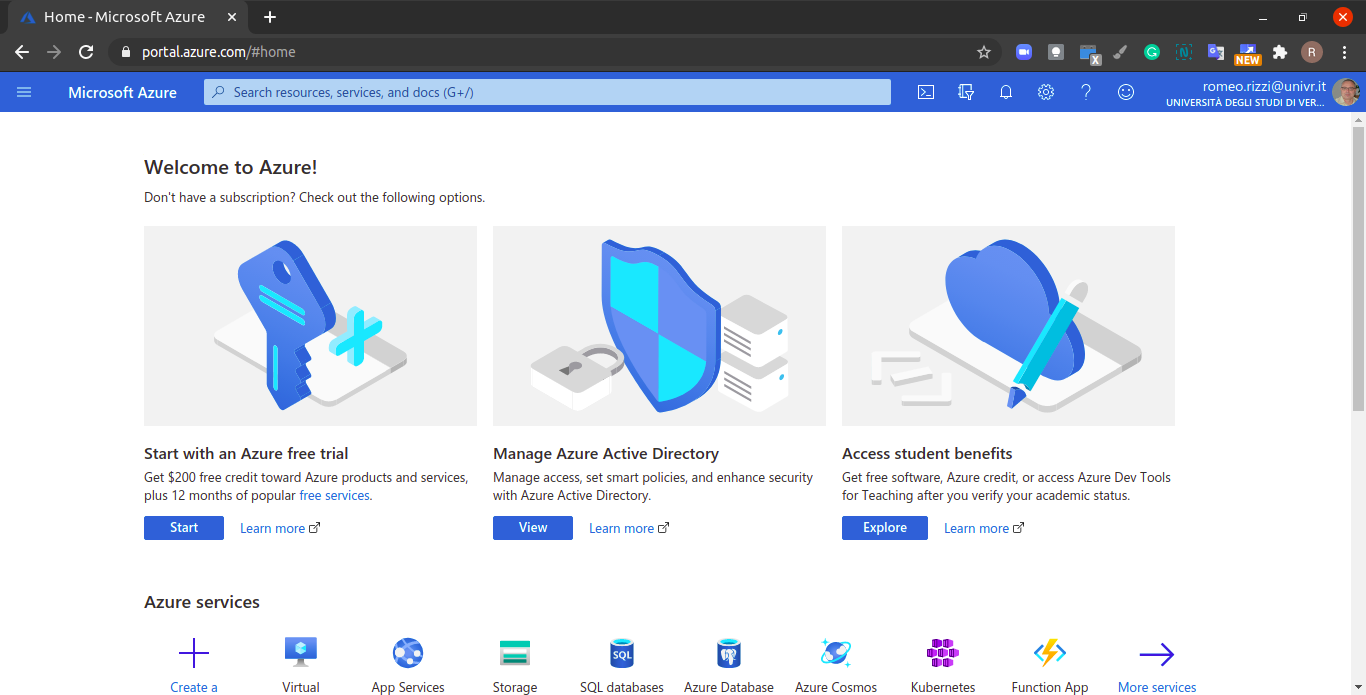 Home - Microsoft Azure
portal.azure.com/#home
X
NEW
R
Microsoft Azure
Search resources, services, and docs (G+/)
romeo.rizzi@univr.it
UNIVERSITÀ DEGLI STUDI DI VER...
Welcome to Azure!
Don't have a subscription? Check out the following options.
Start with an Azure free trial
Get $200 free credit toward Azure products and services,
plus 12 months of popular free services.
Start Learn more
Manage Azure Active Directory
Manage access, set smart policies, and enhance security
with Azure Active Directory.
View Learn more
Access student benefits
Get free software, Azure credit, or access Azure Dev Tools
for Teaching after you verify your academic status.
Explore Learn more
Azure services
SQL
Create a Virtual App Services Storage SQL databases Azure Database Azure Cosmos Kubernetes Function App More services